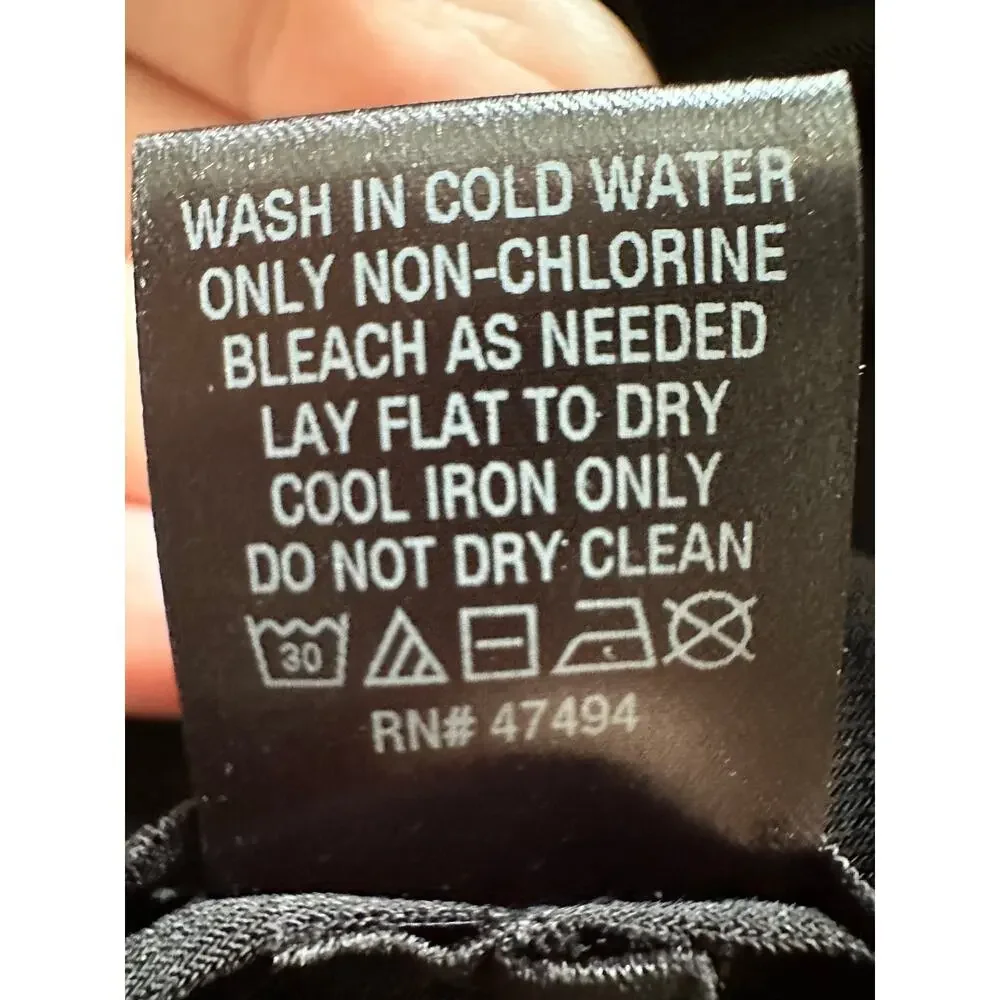 WASH IN COLD WATER
ONLY NON-CHLORINE
BLEACH AS NEEDED
LAY FLAT TO DRY
COOL IRON ONLY
DO NOT DRY CLEAN
30
RN# 47494